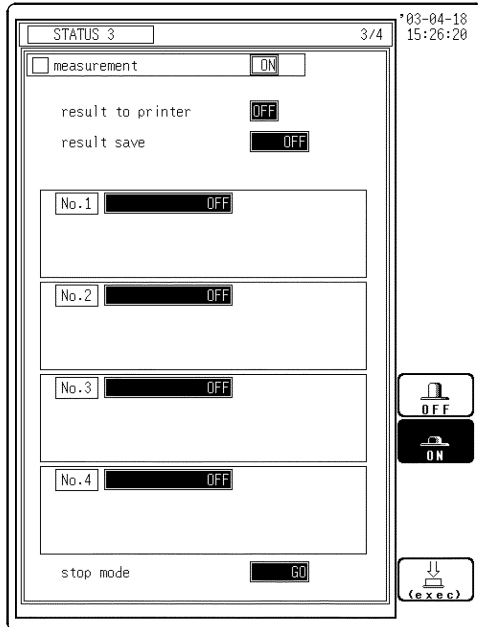 '03-04-18
STATUS 3 3/4 15:26:20
measurement ON
result to printer OFF
result save OFF
No.1 OFF
No.2 OFF
No.3 OFF
No.4 OFF
OFF
ON
stop mode GO
(exec)